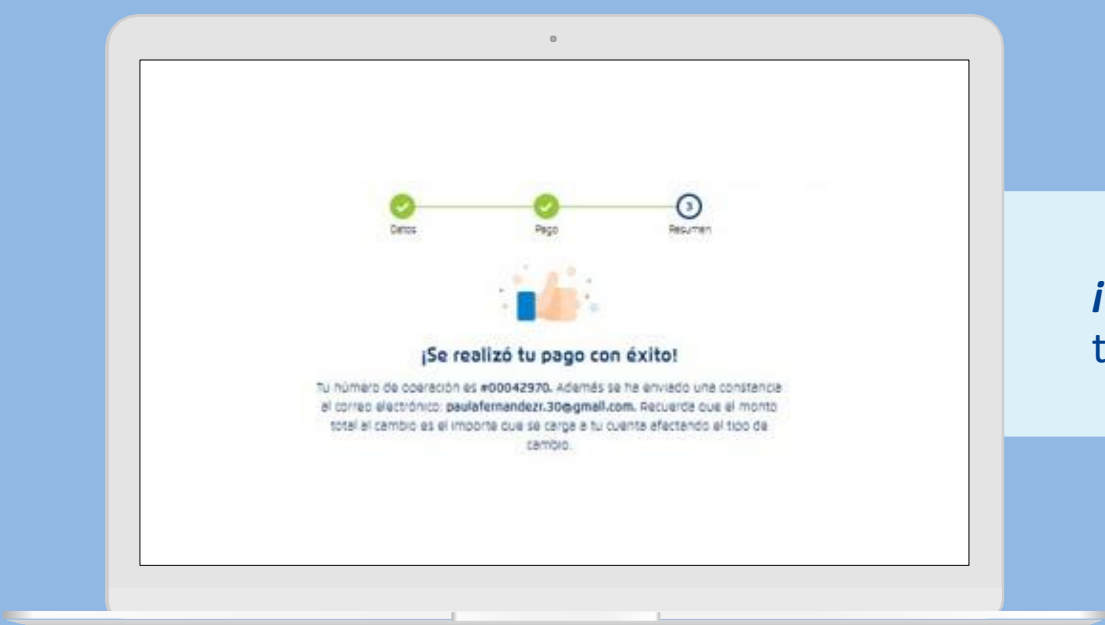 3
Datos
Pago
Resumen
¡Se realizó tu pago con éxito!
Tu número de operación es #00042970. Además se ha enviado una constancia
al correo electrónico: paulafernandezr.30@gmail.com. Recuerda que el monto
total al cambio es el importe que se carga a tu cuenta afectando el tipo de
cambio.
¡
t